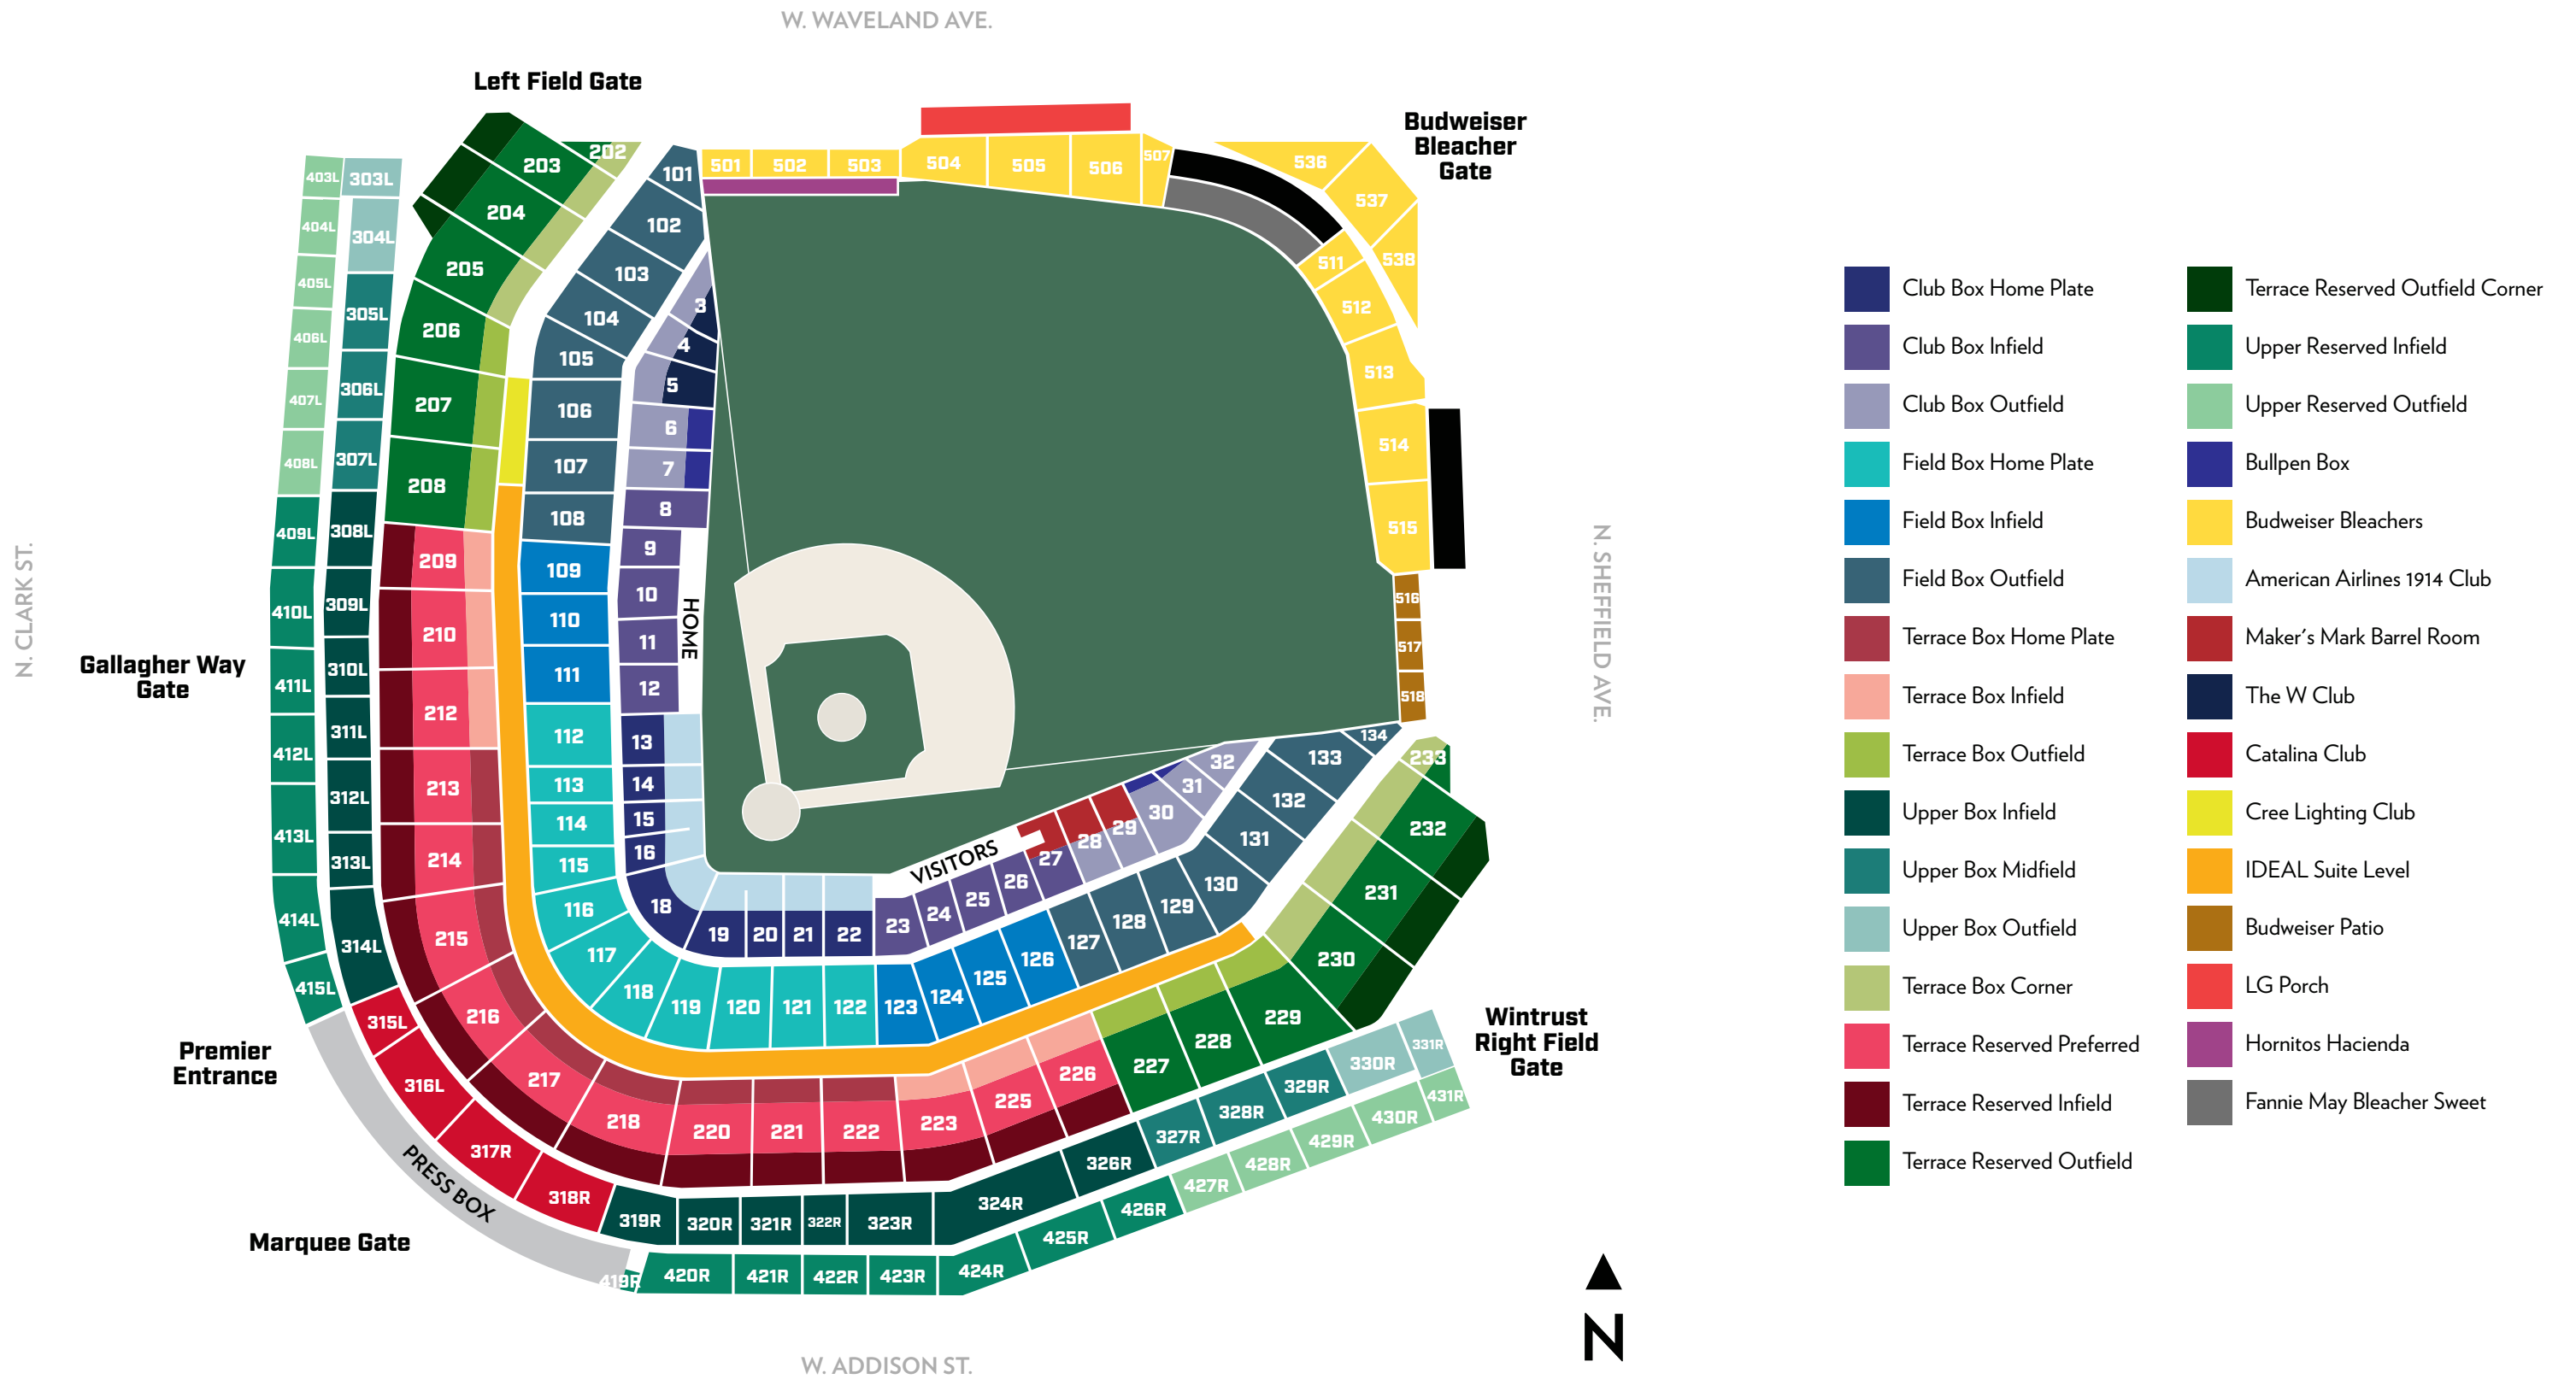 W. WAVELAND AVE.
Left Field Gate
Budweiser
Bleacher
Gate
N. CLARK ST.
Gallagher Way
Gate
Premier
Entrance
Marquee Gate
W. ADDISON ST.
N. SHEFFIELD AVE.
Wintrust
Right Field
Gate
N
HOME
VISITORS
PRESS BOX
501 502 503 504 505 506 507
536
537
538
511
512
513
514
515
516
517
518
403L
404L
405L
406L
407L
408L
409L
410L
411L
412L
413L
414L
415L
303L
304L
305L
306L
307L
308L
309L
310L
311L
312L
313L
314L
315L
316L
317R
318R
319R 320R 321R 322R 323R 324R 326R 327R 328R 329R 330R 331R
419R 420R 421R 422R 423R 424R 425R 426R 427R 428R 429R 430R 431R
202
203
204
205
206
207
208
209
210
212
213
214
215
216
217
218
220 221 222 223 225 226 227 228 229 230 231 232 233
101
102
103
104
105
106
107
108
109
110
111
112
113
114
115
116
117
118
119 120 121 122 123 124 125 126 127 128 129 130 131 132 133 134
3
4
5
6
7
8
9
10
11
12
13
14
15
16
18
19 20 21 22 23 24 25 26 27 28 29 30 31 32
Club Box Home Plate
Club Box Infield
Club Box Outfield
Field Box Home Plate
Field Box Infield
Field Box Outfield
Terrace Box Home Plate
Terrace Box Infield
Terrace Box Outfield
Upper Box Infield
Upper Box Midfield
Upper Box Outfield
Terrace Box Corner
Terrace Reserved Preferred
Terrace Reserved Infield
Terrace Reserved Outfield
Terrace Reserved Outfield Corner
Upper Reserved Infield
Upper Reserved Outfield
Bullpen Box
Budweiser Bleachers
American Airlines 1914 Club
Maker's Mark Barrel Room
The W Club
Catalina Club
Cree Lighting Club
IDEAL Suite Level
Budweiser Patio
LG Porch
Hornitos Hacienda
Fannie May Bleacher Sweet